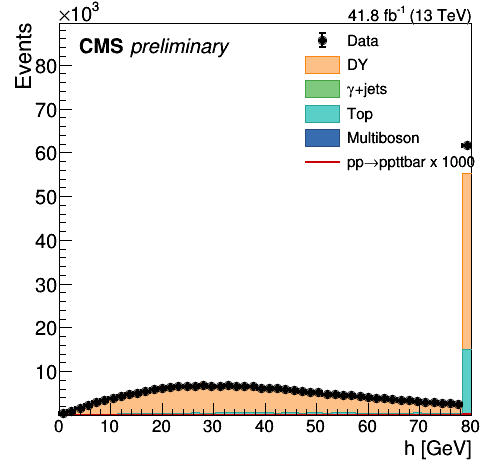 ×10³
41.8 fb⁻¹ (13 TeV)
CMS preliminary
Events
Data
DY
γ+jets
Top
Multiboson
pp→ppttbar x 1000
80
70
60
50
40
30
20
10
0 10 20 30 40 50 60 70 80
h [GeV]